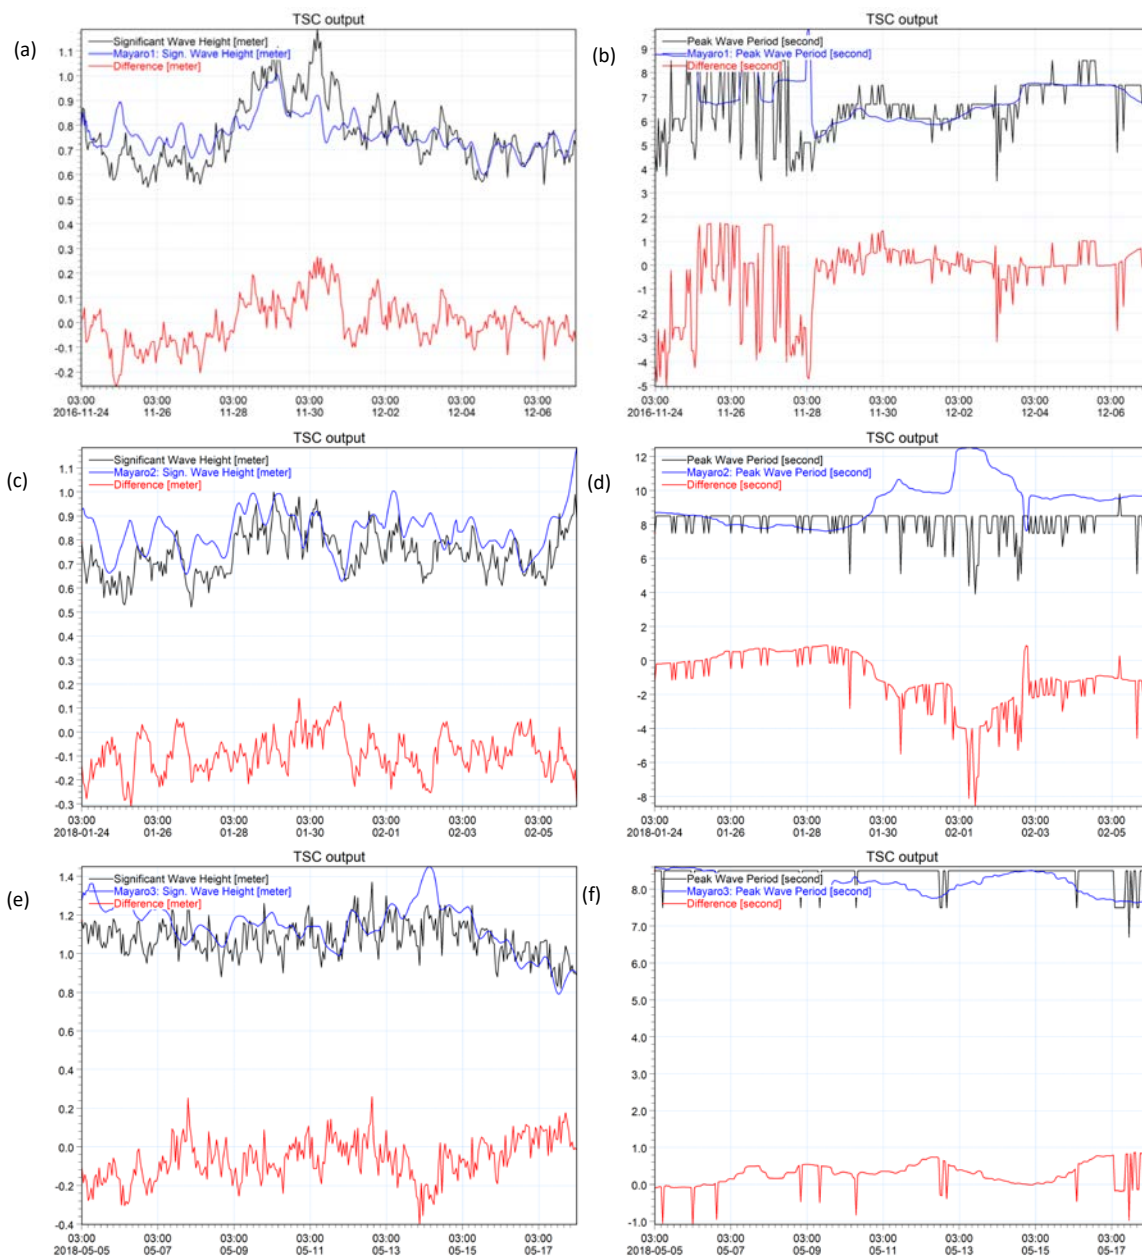 TSC output
(a)
Significant Wave Height [meter]
Mayaro1: Sign. Wave Height [meter]
Difference [meter]
1.1
1.0
0.9
0.8
0.7
0.6
0.5
0.4
0.3
0.2
0.1
0.0
-0.1
-0.2
03:00 03:00 03:00 03:00 03:00 03:00 03:00
2016-11-24 11-26 11-28 11-30 12-02 12-04 12-06
TSC output
(b)
Peak Wave Period [second]
Mayaro1: Peak Wave Period [second]
Difference [second]
9
8
7
6
5
4
3
2
1
0
-1
-2
-3
-4
-5
03:00 03:00 03:00 03:00 03:00 03:00 03:00
2016-11-24 11-26 11-28 11-30 12-02 12-04 12-06
TSC output
(c)
Significant Wave Height [meter]
Mayaro2: Sign. Wave Height [meter]
Difference [meter]
1.1
1.0
0.9
0.8
0.7
0.6
0.5
0.4
0.3
0.2
0.1
0.0
-0.1
-0.2
-0.3
03:00 03:00 03:00 03:00 03:00 03:00 03:00
2018-01-24 01-26 01-28 01-30 02-01 02-03 02-05
TSC output
(d)
Peak Wave Period [second]
Mayaro2: Peak Wave Period [second]
Difference [second]
12
10
8
6
4
2
0
-2
-4
-6
-8
03:00 03:00 03:00 03:00 03:00 03:00 03:00
2018-01-24 01-26 01-28 01-30 02-01 02-03 02-05
TSC output
(e)
Significant Wave Height [meter]
Mayaro3: Sign. Wave Height [meter]
Difference [meter]
1.4
1.2
1.0
0.8
0.6
0.4
0.2
0.0
-0.2
-0.4
03:00 03:00 03:00 03:00 03:00 03:00 03:00
2018-05-05 05-07 05-09 05-11 05-13 05-15 05-17
TSC output
(f)
Peak Wave Period [second]
Mayaro3: Peak Wave Period [second]
Difference [second]
8.0
7.0
6.0
5.0
4.0
3.0
2.0
1.0
0.0
-1.0
03:00 03:00 03:00 03:00 03:00 03:00 03:00
2018-05-05 05-07 05-09 05-11 05-13 05-15 05-17